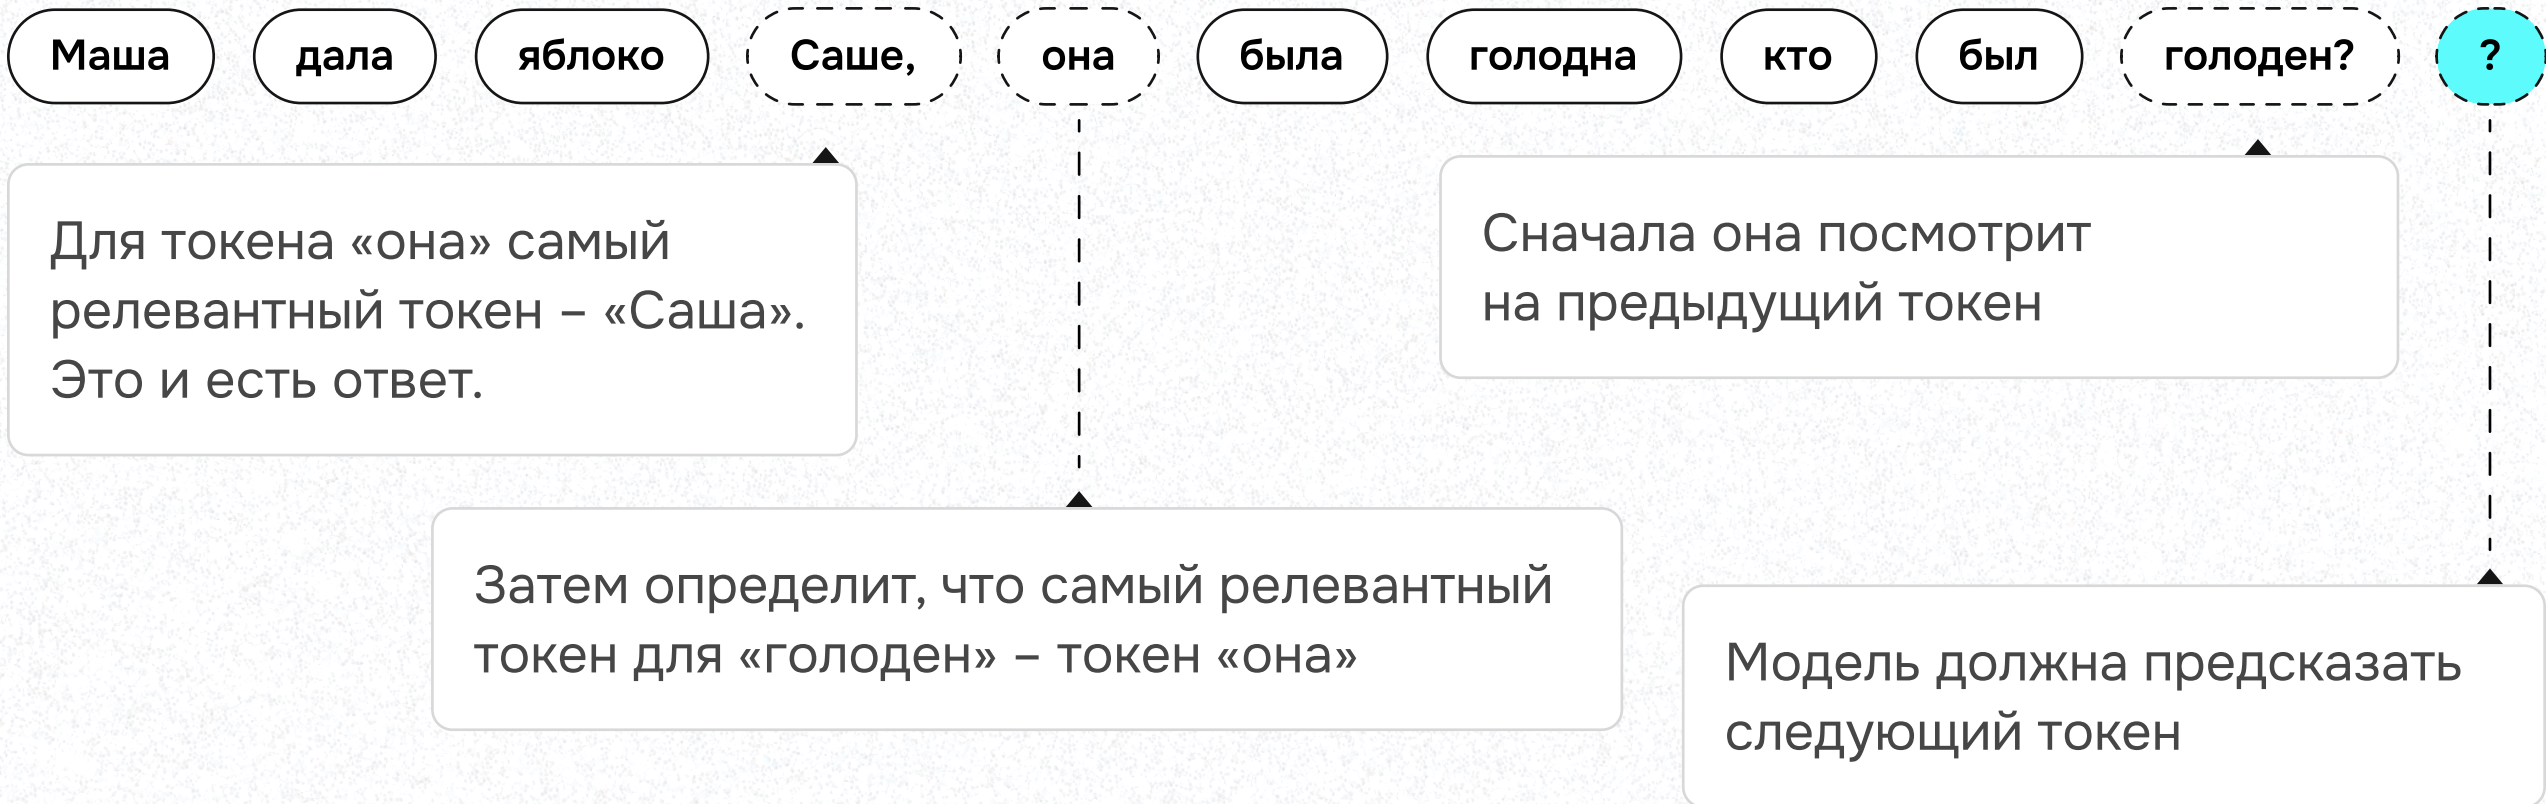 Маша дала яблоко Саше, она была голодна кто был голоден? ?
Для токена «она» самый
релевантный токен – «Саша».
Это и есть ответ.
Сначала она посмотрит
на предыдущий токен
Затем определит, что самый релевантный
токен для «голоден» – токен «она»
Модель должна предсказать
следующий токен